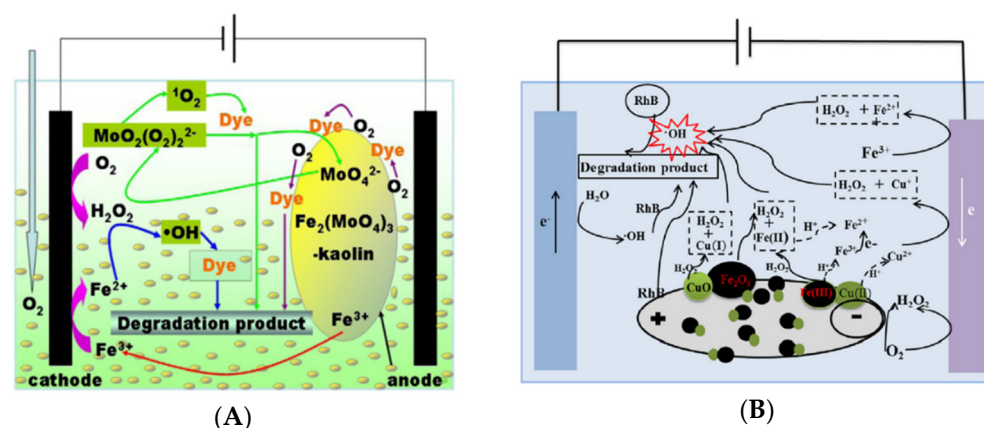 ¹O₂
Dye
MoO₂(O₂)₂²⁻
O₂
H₂O₂
•OH
Dye
Fe²⁺
O₂
Degradation product
Fe³⁺
cathode
Dye
O₂
O₂
Dye
O₂
MoO₄²⁻
Dye
Fe₂(MoO₄)₃
-kaolin
Fe³⁺
anode
(A)
RhB
·OH
Degradation product
H₂O
·OH
RhB
e⁻
H₂O₂ + Fe²⁺
+
Fe³⁺
H₂O₂ + Cu⁺
e⁻
H₂O₂
+
Cu(I)
H₂O₂
+
Fe(II)
H⁺
Fe²⁺
Fe³⁺
e-
Cu²⁺
H₂O₂
H₂O₂
H⁺
H⁺
RhB
CuO
Fe₂O₃
Fe(III)
Cu(II)
+
-
H₂O₂
O₂
(B)